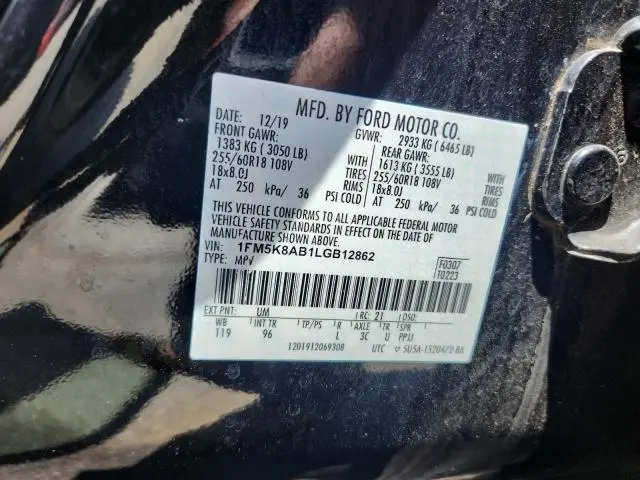 MFD. BY FORD MOTOR CO.
DATE: 12/19 GVWR: 2933 KG ( 6465 LB)
FRONT GAWR: REAR GAWR:
1383 KG ( 3050 LB) WITH 1613 KG ( 3555 LB) WITH
255/60R18 108V TIRES 255/60R18 108V TIRES
18x8.0J RIMS 18x8.0J RIMS
AT 250 kPa/ 36 PSI COLD AT 250 kPa/ 36 PSI COLD
THIS VEHICLE CONFORMS TO ALL APPLICABLE FEDERAL MOTOR
VEHICLE SAFETY STANDARDS IN EFFECT ON THE DATE OF
MANUFACTURE SHOWN ABOVE.
VIN: 1FM5K8AB1LGB12862
TYPE: MPV
F0307
T0223
EXT PNT: UM RC: 21 DSO:
WB INT TR TP/PS R AXLE TR SPR
119 96 L 3C U PPJJ
1201912069308 UTC 5U5A-1520472-BA